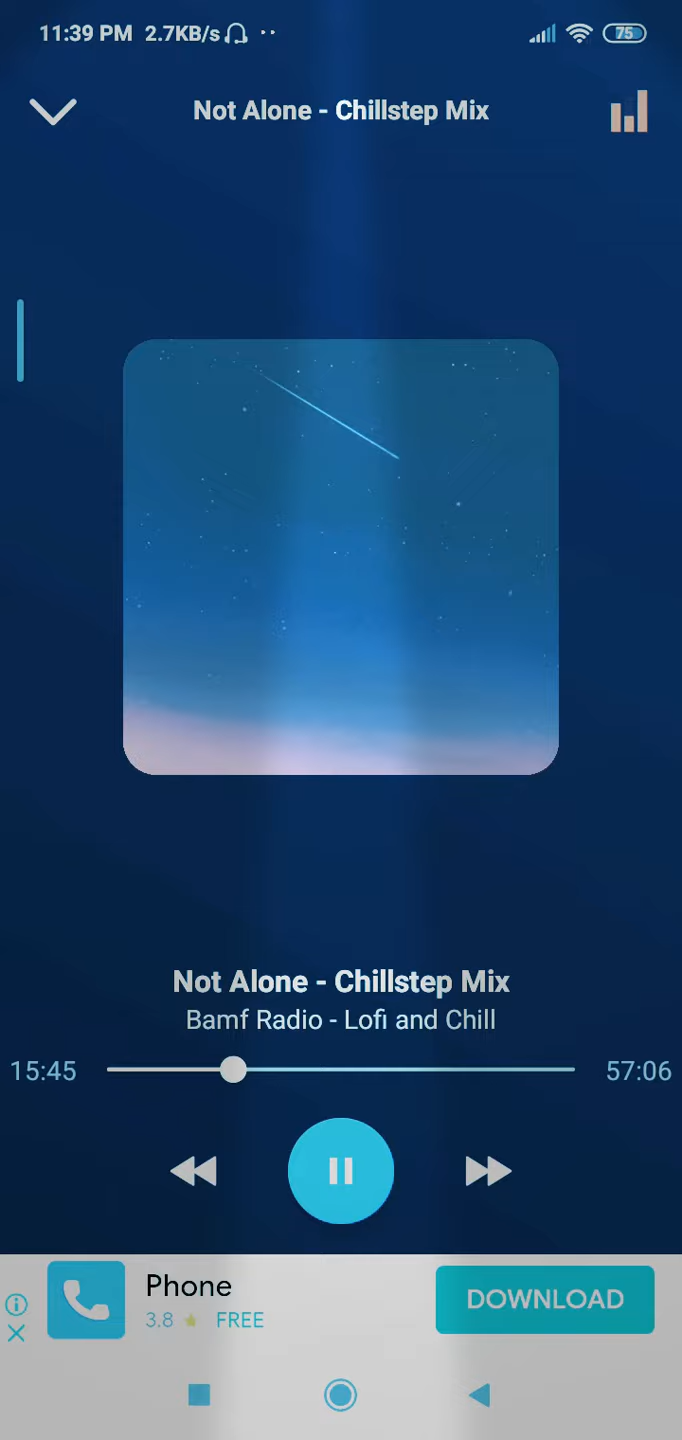 11:39 PM 2.7KB/s 75
Not Alone - Chillstep Mix
Not Alone - Chillstep Mix
Bamf Radio - Lofi and Chill
15:45 57:06
Phone
3.8 FREE
DOWNLOAD